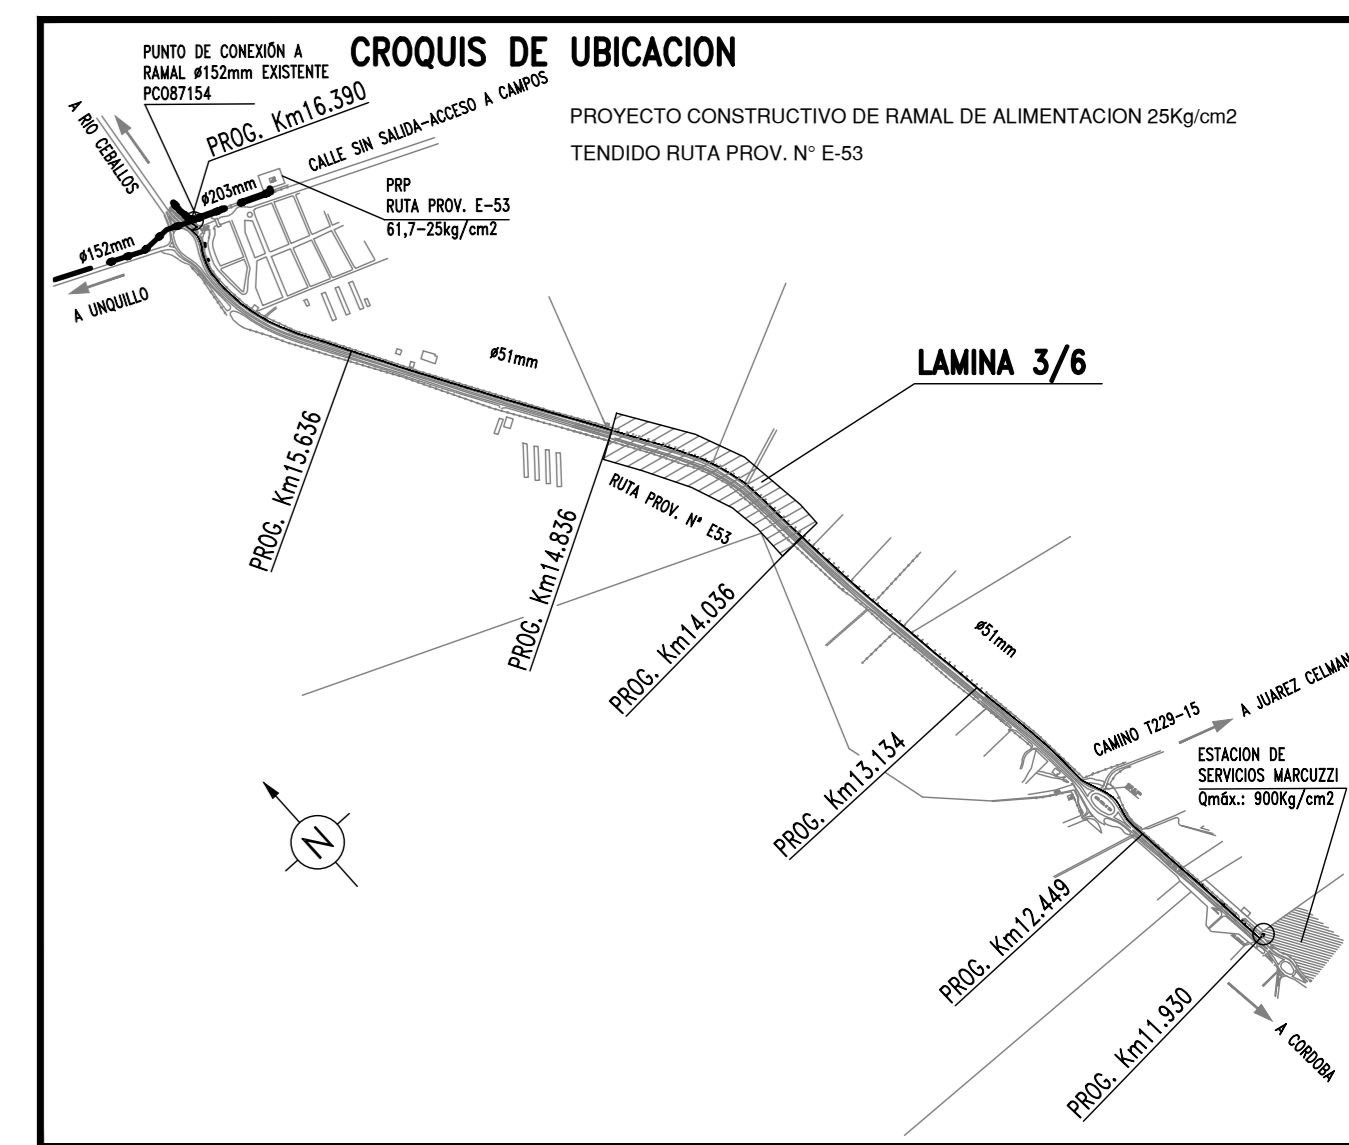 CROQUIS DE UBICACION
PUNTO DE CONEXIÓN A
RAMAL ø152mm EXISTENTE
PC087154
PROYECTO CONSTRUCTIVO DE RAMAL DE ALIMENTACION 25Kg/cm2
TENDIDO RUTA PROV. N° E-53
A RIO CEBALLOS
PROG. Km16.390
CALLE SIN SALIDA-ACCESO A CAMPOS
ø203mm
PRP
RUTA PROV. E-53
61,7-25kg/cm2
ø152mm
A UNQUILLO
ø51mm
LAMINA 3/6
PROG. Km15.636
RUTA PROV. Nª E53
PROG. Km14.836
PROG. Km14.036
ø51mm
A JUAREZ CELMAN
CAMINO T229-15
ESTACION DE
SERVICIOS MARCUZZI
Qmáx.: 900Kg/cm2
PROG. Km13.134
N
PROG. Km12.449
PROG. Km11.930
A CORDOBA